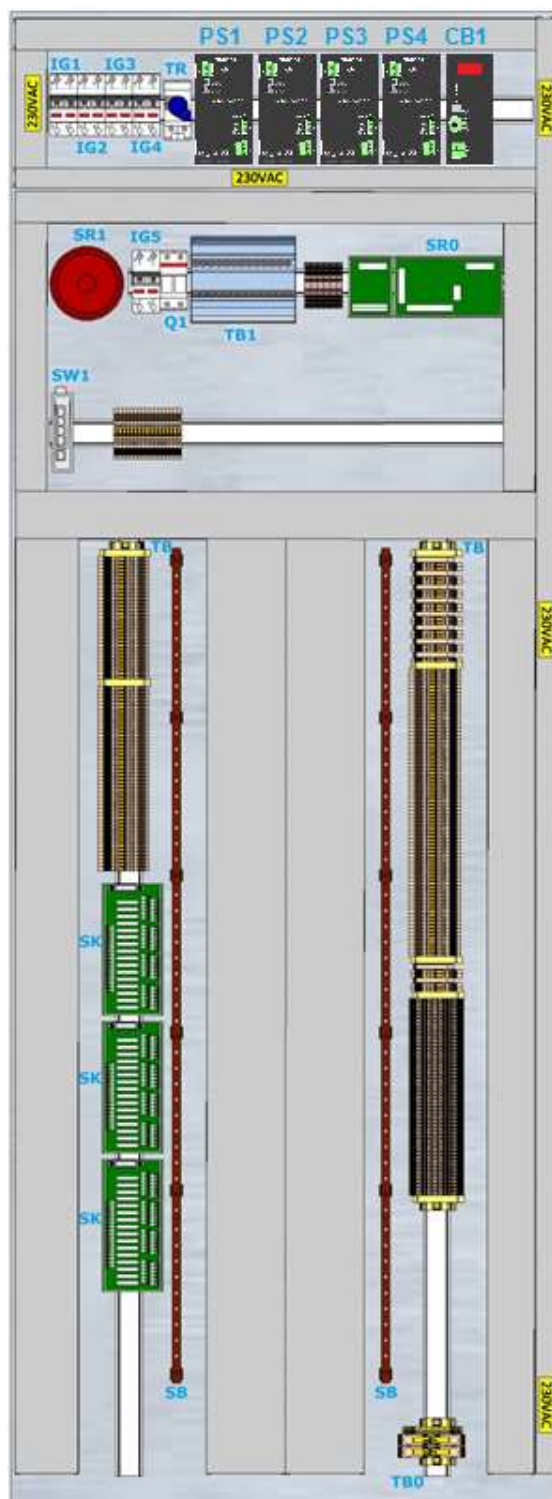 PS1 PS2 PS3 PS4 CB1
IG1 IG3 TR
230VAC
230VAC
IG2 IG4
230VAC
SR1 IG5 SR0
Q1 TB1
SW1
TB TB
230VAC
SK
SK
SK
SB SB
230VAC
TB0